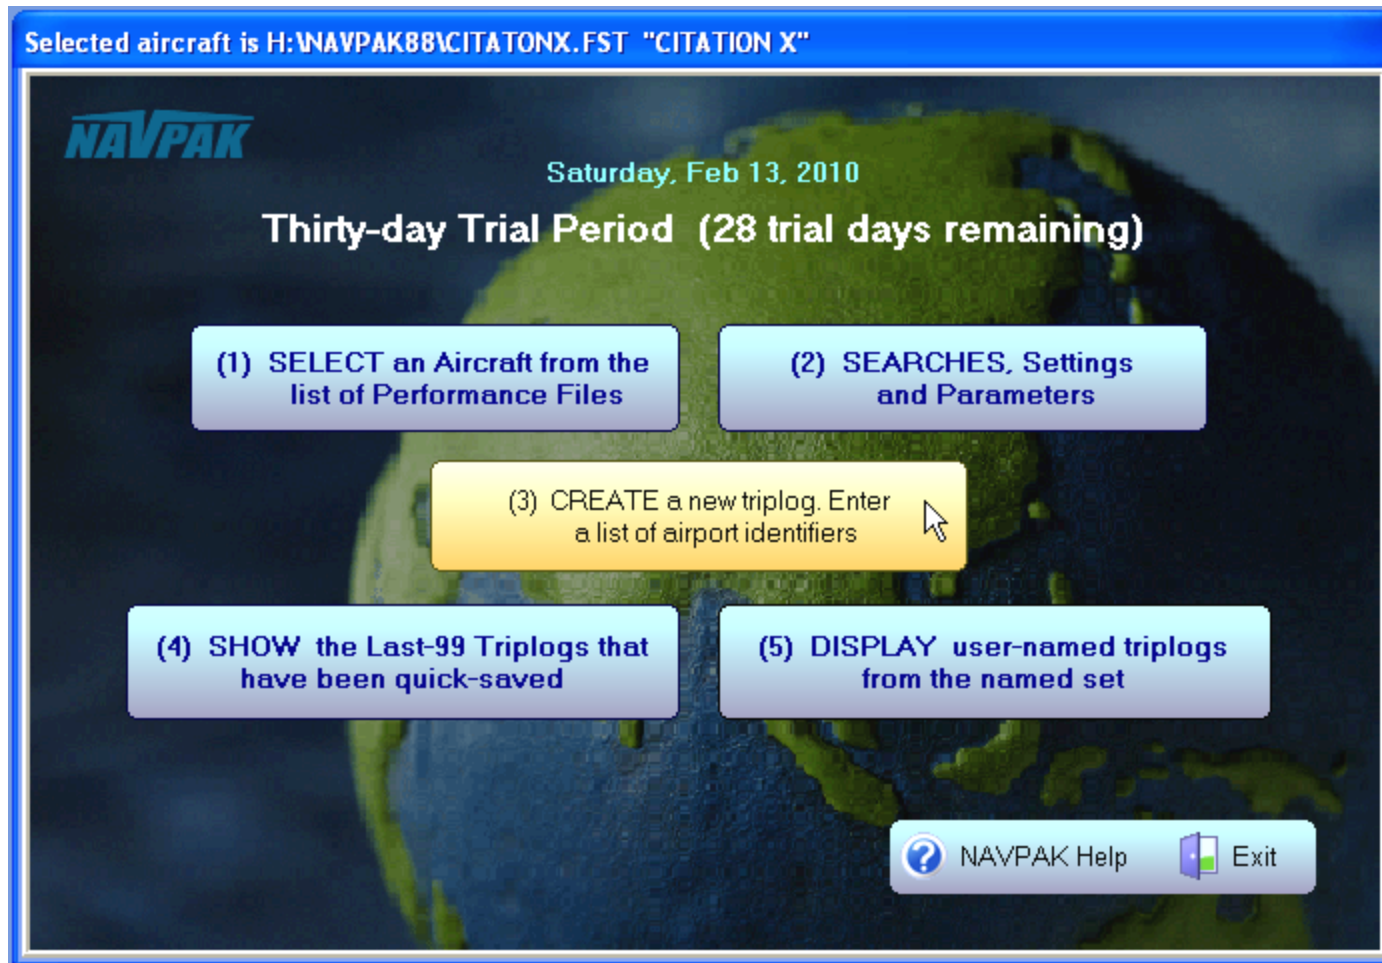 Selected aircraft is H:\NAVPAK88\CITATONX.FST "CITATION X"
NAVPAK
Saturday, Feb 13, 2010
Thirty-day Trial Period (28 trial days remaining)
(1) SELECT an Aircraft from the
list of Performance Files
(2) SEARCHES, Settings
and Parameters
(3) CREATE a new triplog. Enter
a list of airport identifiers
(4) SHOW the Last-99 Triplogs that
have been quick-saved
(5) DISPLAY user-named triplogs
from the named set
? NAVPAK Help Exit